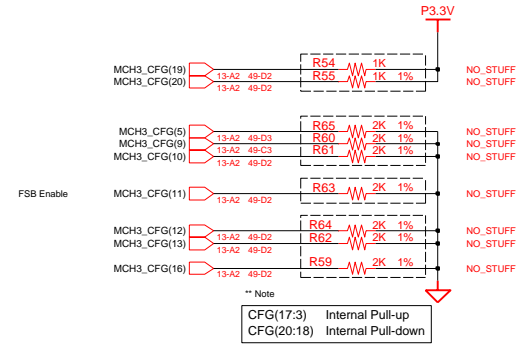 P3.3V
MCH3_CFG(19) 13-A2 49-D2 R54 1K NO_STUFF
MCH3_CFG(20) 13-A2 49-D2 R55 1K 1% NO_STUFF
MCH3_CFG(5) 13-A2 49-D3 R65 2K 1% NO_STUFF
MCH3_CFG(9) 13-A2 49-C3 R60 2K 1% NO_STUFF
MCH3_CFG(10) 13-A2 49-D2 R61 2K 1% NO_STUFF
FSB Enable MCH3_CFG(11) 13-A2 49-D2 R63 2K 1% NO_STUFF
MCH3_CFG(12) 13-A2 49-D2 R64 2K 1% NO_STUFF
MCH3_CFG(13) 13-A2 49-D2 R62 2K 1% NO_STUFF
MCH3_CFG(16) 13-A2 49-D2 R59 2K 1% NO_STUFF
** Note
CFG(17:3) Internal Pull-up
CFG(20:18) Internal Pull-down